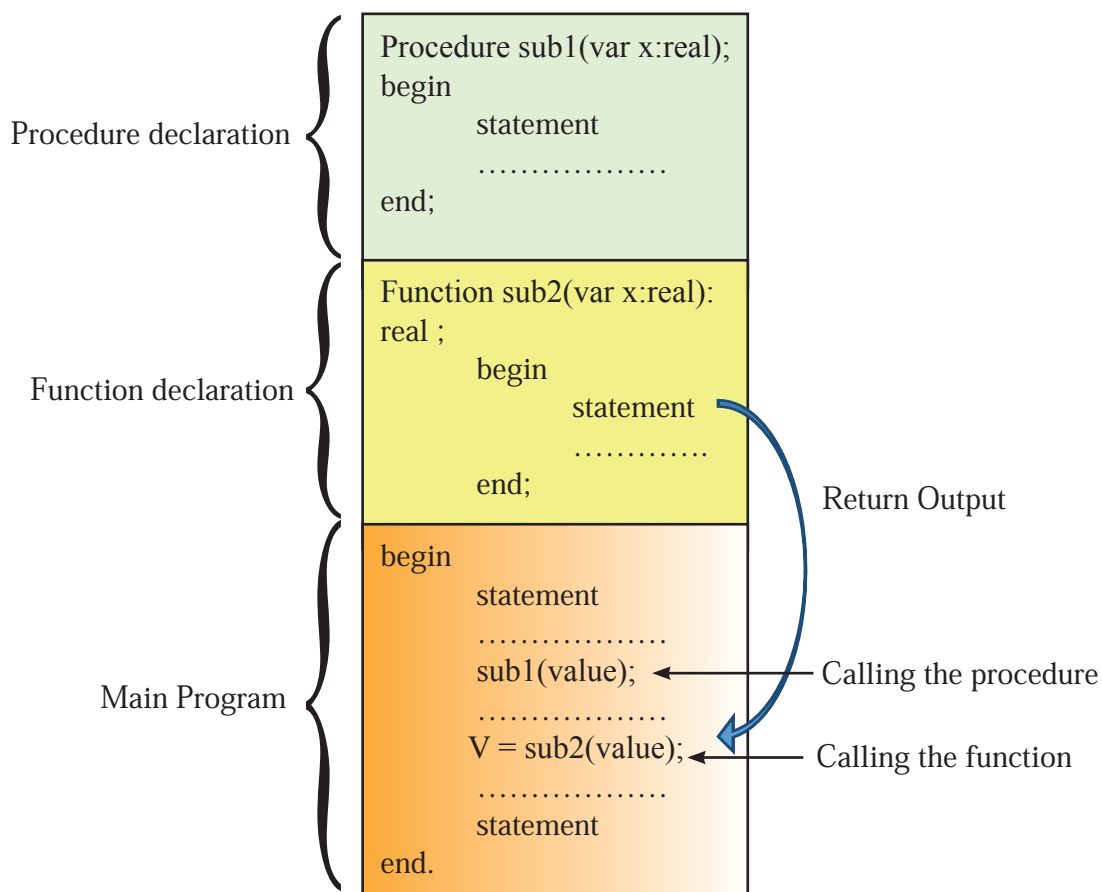 Procedure declaration
Procedure sub1(var x:real);
begin
statement
………………
end;
Function declaration
Function sub2(var x:real):
real ;
begin
statement
………….
end;
Return Output
Main Program
begin
statement
………………
sub1(value);
Calling the procedure
………………
V = sub2(value);
Calling the function
………………
statement
end.